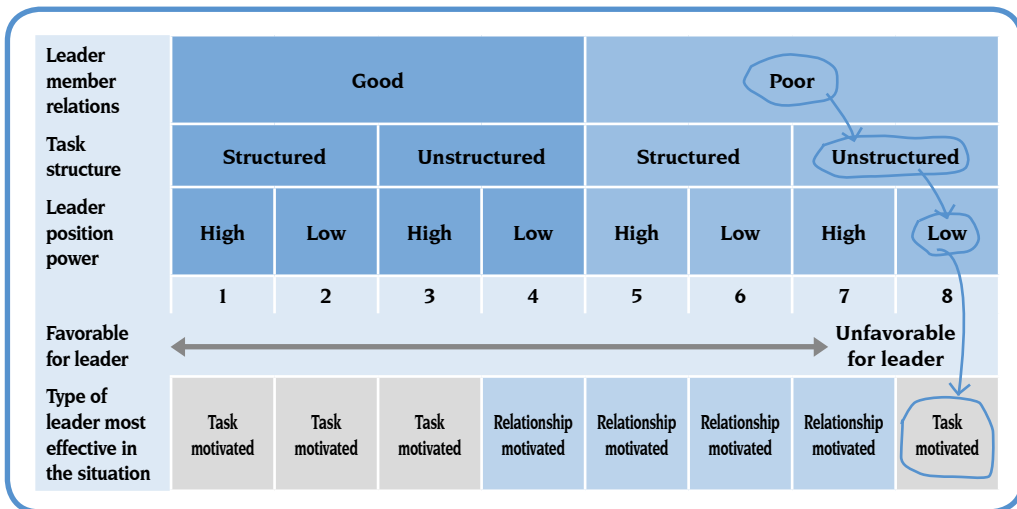 Leader
member
relations
Good
Poor
Task
structure
Structured
Unstructured
Structured
Unstructured
Leader
position
power
High
Low
High
Low
High
Low
High
Low
1
2
3
4
5
6
7
8
Favorable
for leader
Unfavorable
for leader
Type of
leader most
effective in
the situation
Task
motivated
Task
motivated
Task
motivated
Relationship
motivated
Relationship
motivated
Relationship
motivated
Relationship
motivated
Task
motivated